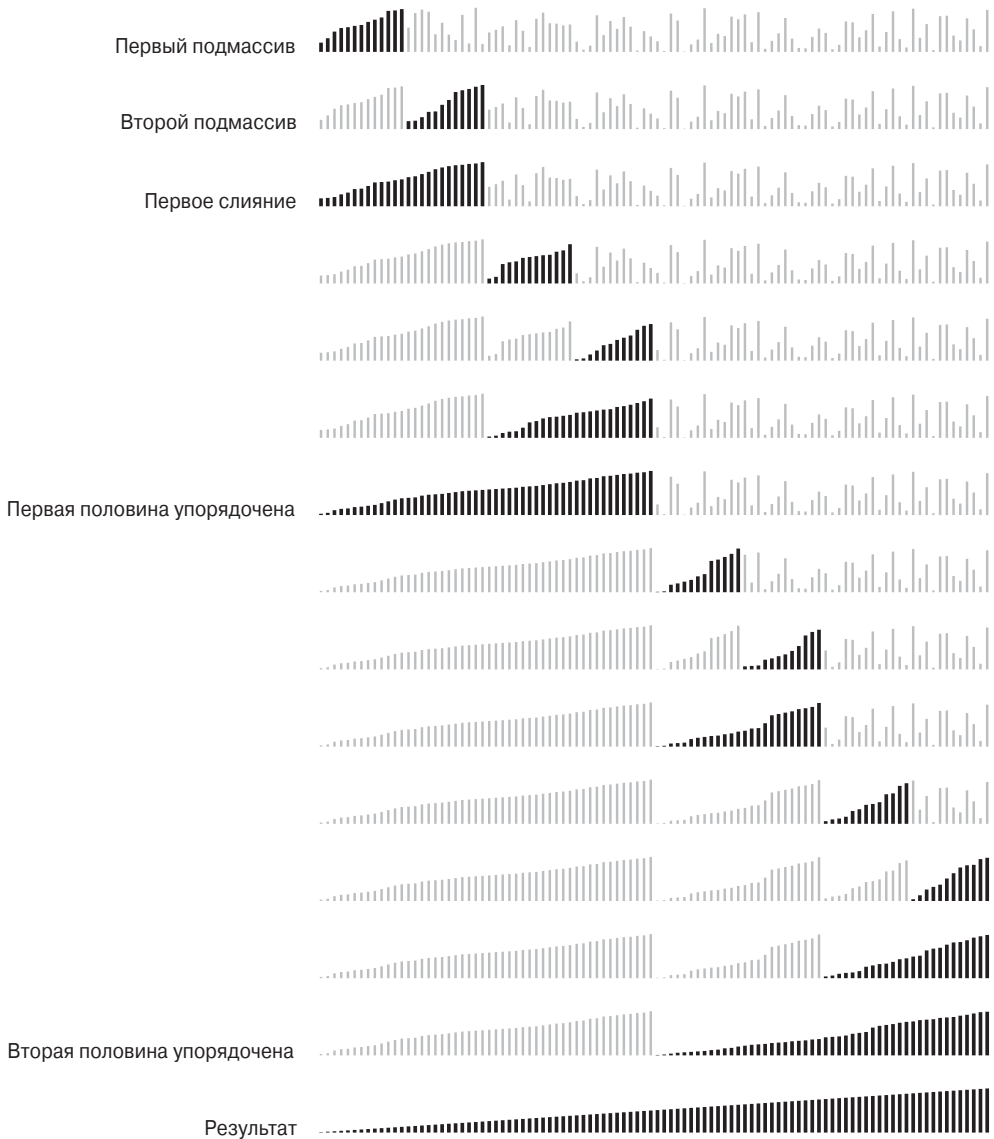 Первый подмассив
Второй подмассив
Первое слияние
Первая половина упорядочена
Вторая половина упорядочена
Результат